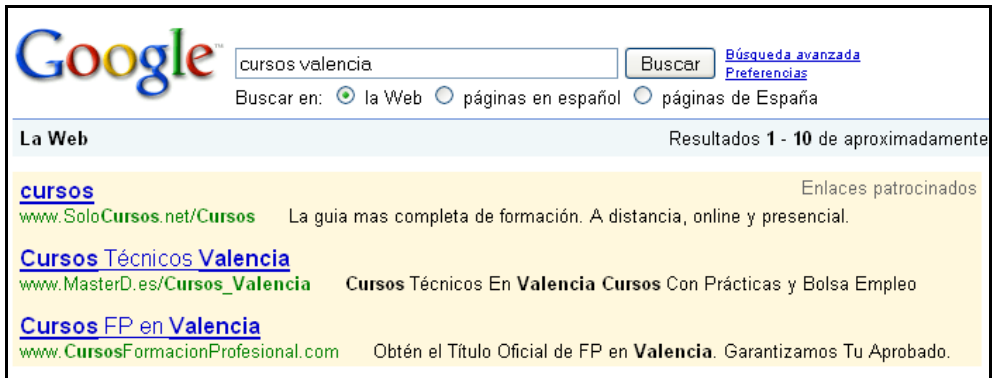 Google™
cursos valencia Buscar Búsqueda avanzada
Preferencias
Buscar en: la Web páginas en español páginas de España
La Web Resultados 1 - 10 de aproximadamente
cursos Enlaces patrocinados
www.SoloCursos.net/Cursos La guia mas completa de formación. A distancia, online y presencial.
Cursos Técnicos Valencia
www.MasterD.es/Cursos_Valencia Cursos Técnicos En Valencia Cursos Con Prácticas y Bolsa Empleo
Cursos FP en Valencia
www.CursosFormacionProfesional.com Obtén el Título Oficial de FP en Valencia. Garantizamos Tu Aprobado.